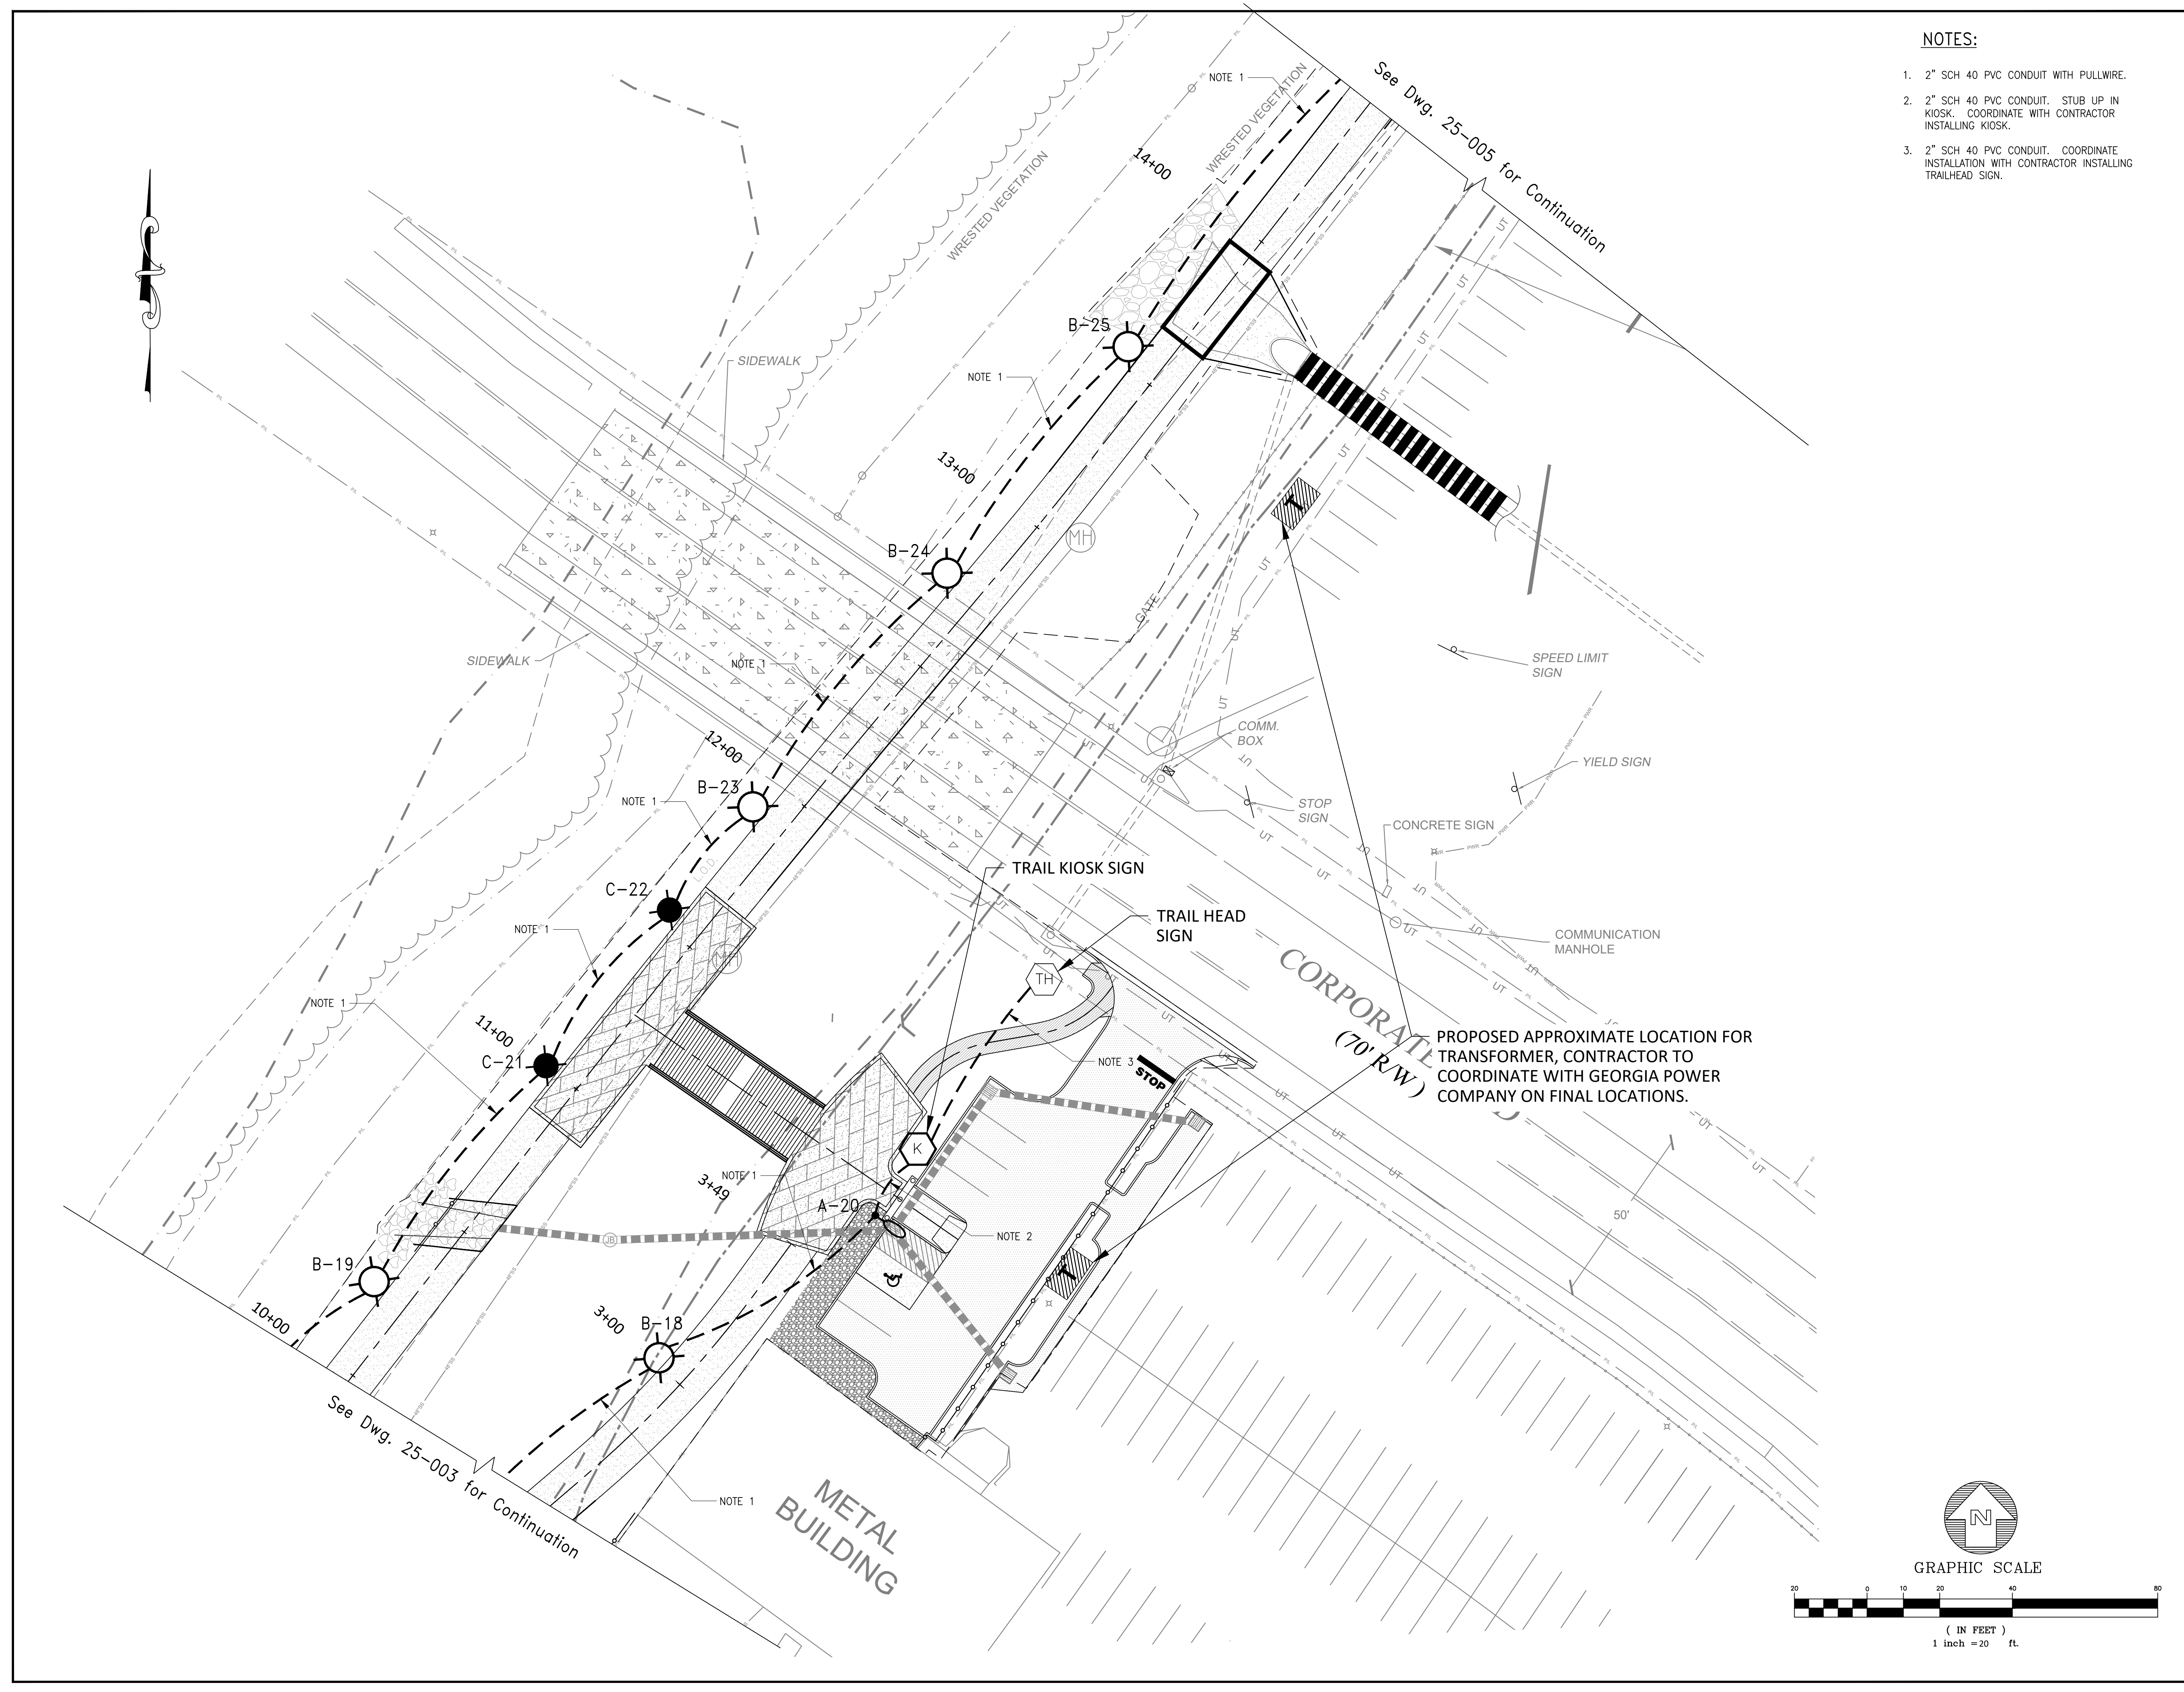 NOTES:
1. 2" SCH 40 PVC CONDUIT WITH PULLWIRE.
2. 2" SCH 40 PVC CONDUIT. STUB UP IN
KIOSK. COORDINATE WITH CONTRACTOR
INSTALLING KIOSK.
3. 2" SCH 40 PVC CONDUIT. COORDINATE
INSTALLATION WITH CONTRACTOR INSTALLING
TRAILHEAD SIGN.
See Dwg. 25-005 for Continuation
NOTE 1
WRESTED VEGETATION
WRESTED VEGETATION
14+00
B-25
SIDEWALK
NOTE 1
13+00
T
MH
B-24
GATE
SIDEWALK
NOTE 1
SPEED LIMIT
SIGN
COMM.
BOX
12+00
YIELD SIGN
B-23
NOTE 1
STOP
SIGN
CONCRETE SIGN
L.O.D.
TRAIL KIOSK SIGN
C-22
TRAIL HEAD
SIGN
NOTE 1
COMMUNICATION
MANHOLE
MH
TH
CORPORATE
(70' R/W)
NOTE 1
11+00
C-21
NOTE 3
STOP
PROPOSED APPROXIMATE LOCATION FOR
TRANSFORMER, CONTRACTOR TO
COORDINATE WITH GEORGIA POWER
COMPANY ON FINAL LOCATIONS.
K
NOTE 1
3+49
A-20
50'
JB
NOTE 2
B-19
T
10+00
3+00
B-18
See Dwg. 25-003 for Continuation
NOTE 1
METAL
BUILDING
N
GRAPHIC SCALE
20 0 10 20 40 80
( IN FEET )
1 inch = 20 ft.